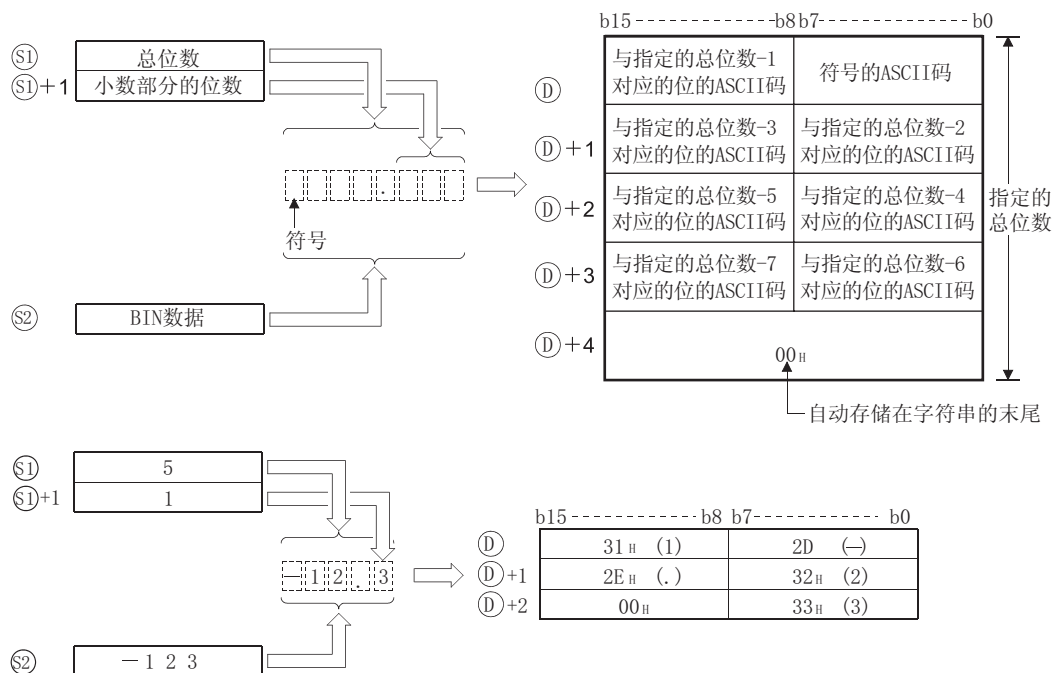 b15 b8 b7 b0
S1 总位数
S1+1 小数部分的位数
.
符号
S2 BIN数据
D 与指定的总位数-1 对应的位的ASCII码 符号的ASCII码
D+1 与指定的总位数-3 对应的位的ASCII码 与指定的总位数-2 对应的位的ASCII码
D+2 与指定的总位数-5 对应的位的ASCII码 与指定的总位数-4 对应的位的ASCII码
D+3 与指定的总位数-7 对应的位的ASCII码 与指定的总位数-6 对应的位的ASCII码
D+4 00H
指定的
总位数
自动存储在字符串的末尾
S1 5
S1+1 1
-12.3
S2 -123
b15 b8 b7 b0
D 31H (1) 2D (-)
D+1 2EH (.) 32H (2)
D+2 00H 33H (3)